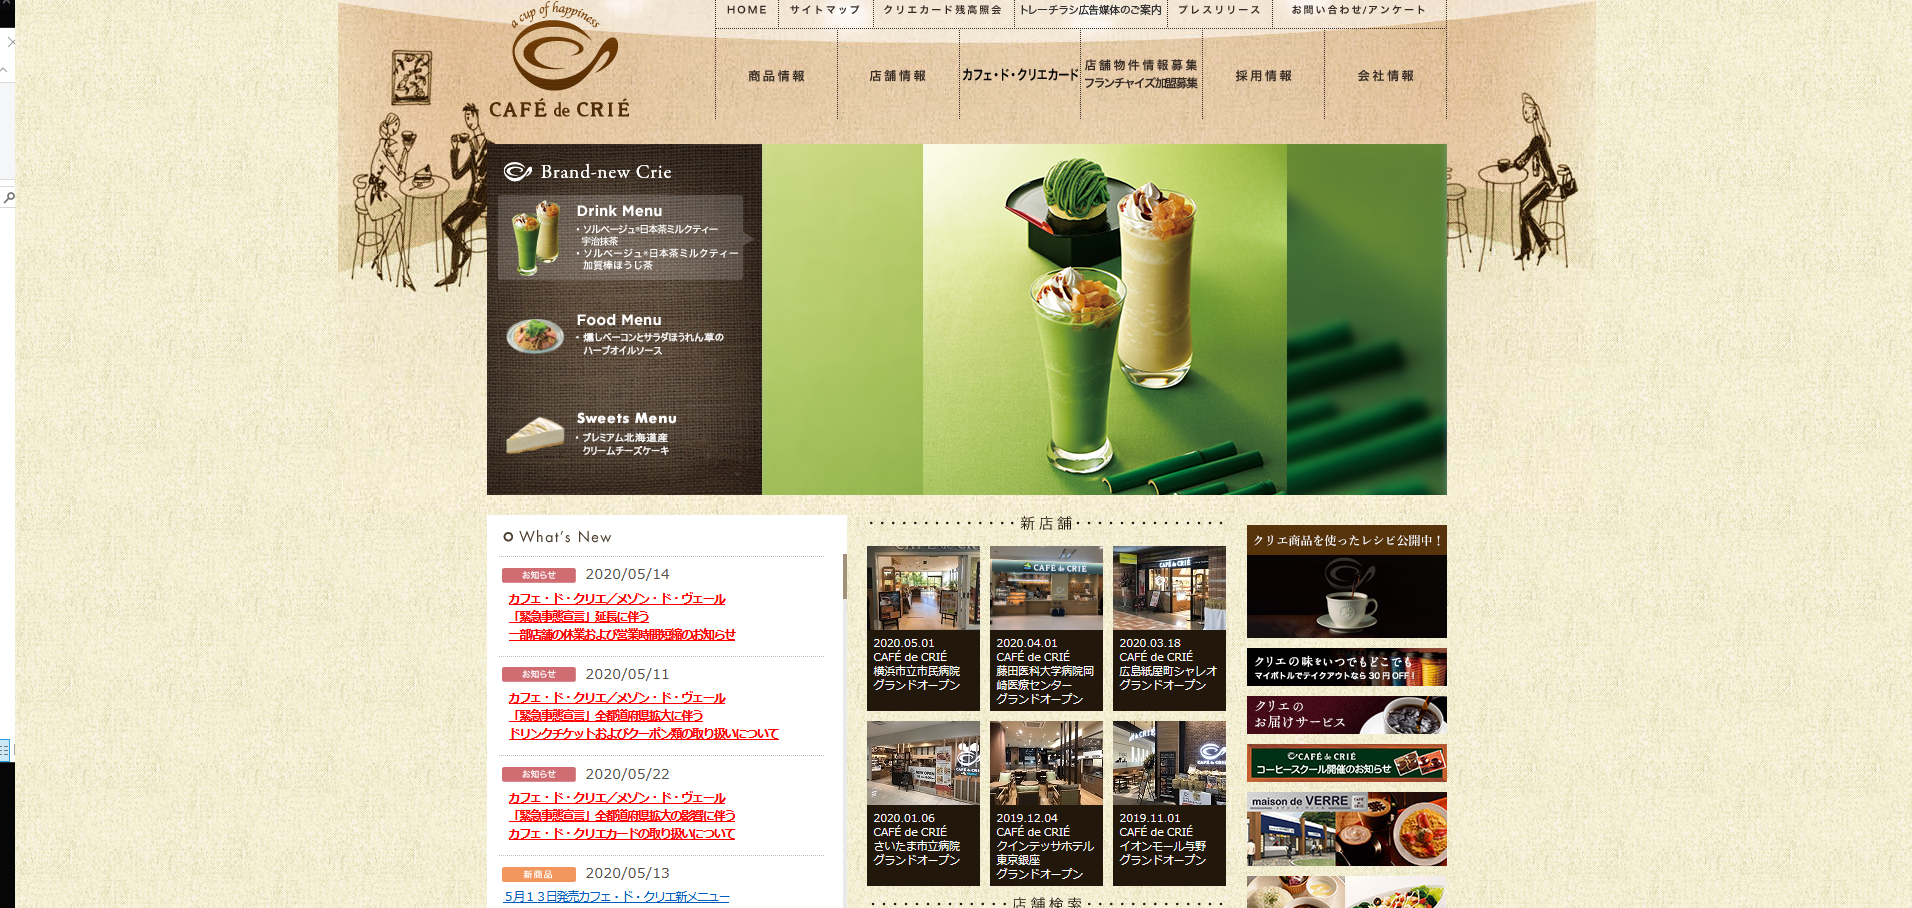 a cup of happiness
CAFÉ de CRIÉ
HOME
サイトマップ
クリエカード残高照会
トレーチラシ広告媒体のご案内
プレスリリース
お問い合わせ/アンケート
商品情報
店舗情報
カフェ・ド・クリエカード
店舗物件情報募集
フランチャイズ加盟募集
採用情報
会社情報
Brand-new Crie
Drink Menu
・ソルベージュ®日本茶ミルクティー
宇治抹茶
・ソルベージュ®日本茶ミルクティー
加賀棒ほうじ茶
Food Menu
・燻しベーコンとサラダほうれん草の
ハーブオイルソース
Sweets Menu
・プレミアム北海道産
クリームチーズケーキ
What's New
お知らせ 2020/05/14
カフェ・ド・クリエ／メゾン・ド・ヴェール
「緊急事態宣言」延長に伴う
一部店舗の休業および営業時間短縮のお知らせ
お知らせ 2020/05/11
カフェ・ド・クリエ／メゾン・ド・ヴェール
「緊急事態宣言」全都道府県拡大に伴う
ドリンクチケットおよびクーポン類の取り扱いについて
お知らせ 2020/05/22
カフェ・ド・クリエ／メゾン・ド・ヴェール
「緊急事態宣言」全都道府県拡大の影響に伴う
カフェ・ド・クリエカードの取り扱いについて
新商品 2020/05/13
５月１３日発売カフェ・ド・クリエ新メニュー
新店舗
CAFÉ de CRIÉ
CAFÉ de CRIÉ
2020.05.01
CAFÉ de CRIÉ
横浜市立市民病院
グランドオープン
2020.04.01
CAFÉ de CRIÉ
藤田医科大学病院岡
崎医療センター
グランドオープン
2020.03.18
CAFÉ de CRIÉ
広島紙屋町シャレオ
グランドオープン
2020.01.06
CAFÉ de CRIÉ
さいたま市立病院
グランドオープン
2019.12.04
CAFÉ de CRIÉ
クインテッサホテル
東京銀座
グランドオープン
2019.11.01
CAFÉ de CRIÉ
イオンモール与野
グランドオープン
店舗検索
クリエ商品を使ったレシピ公開中！
クリエの味をいつでもどこでも
マイボトルでテイクアウトなら30円OFF！
クリエの
お届けサービス
CAFÉ de CRIÉ
コーヒースクール開催のお知らせ
maison de VERRE